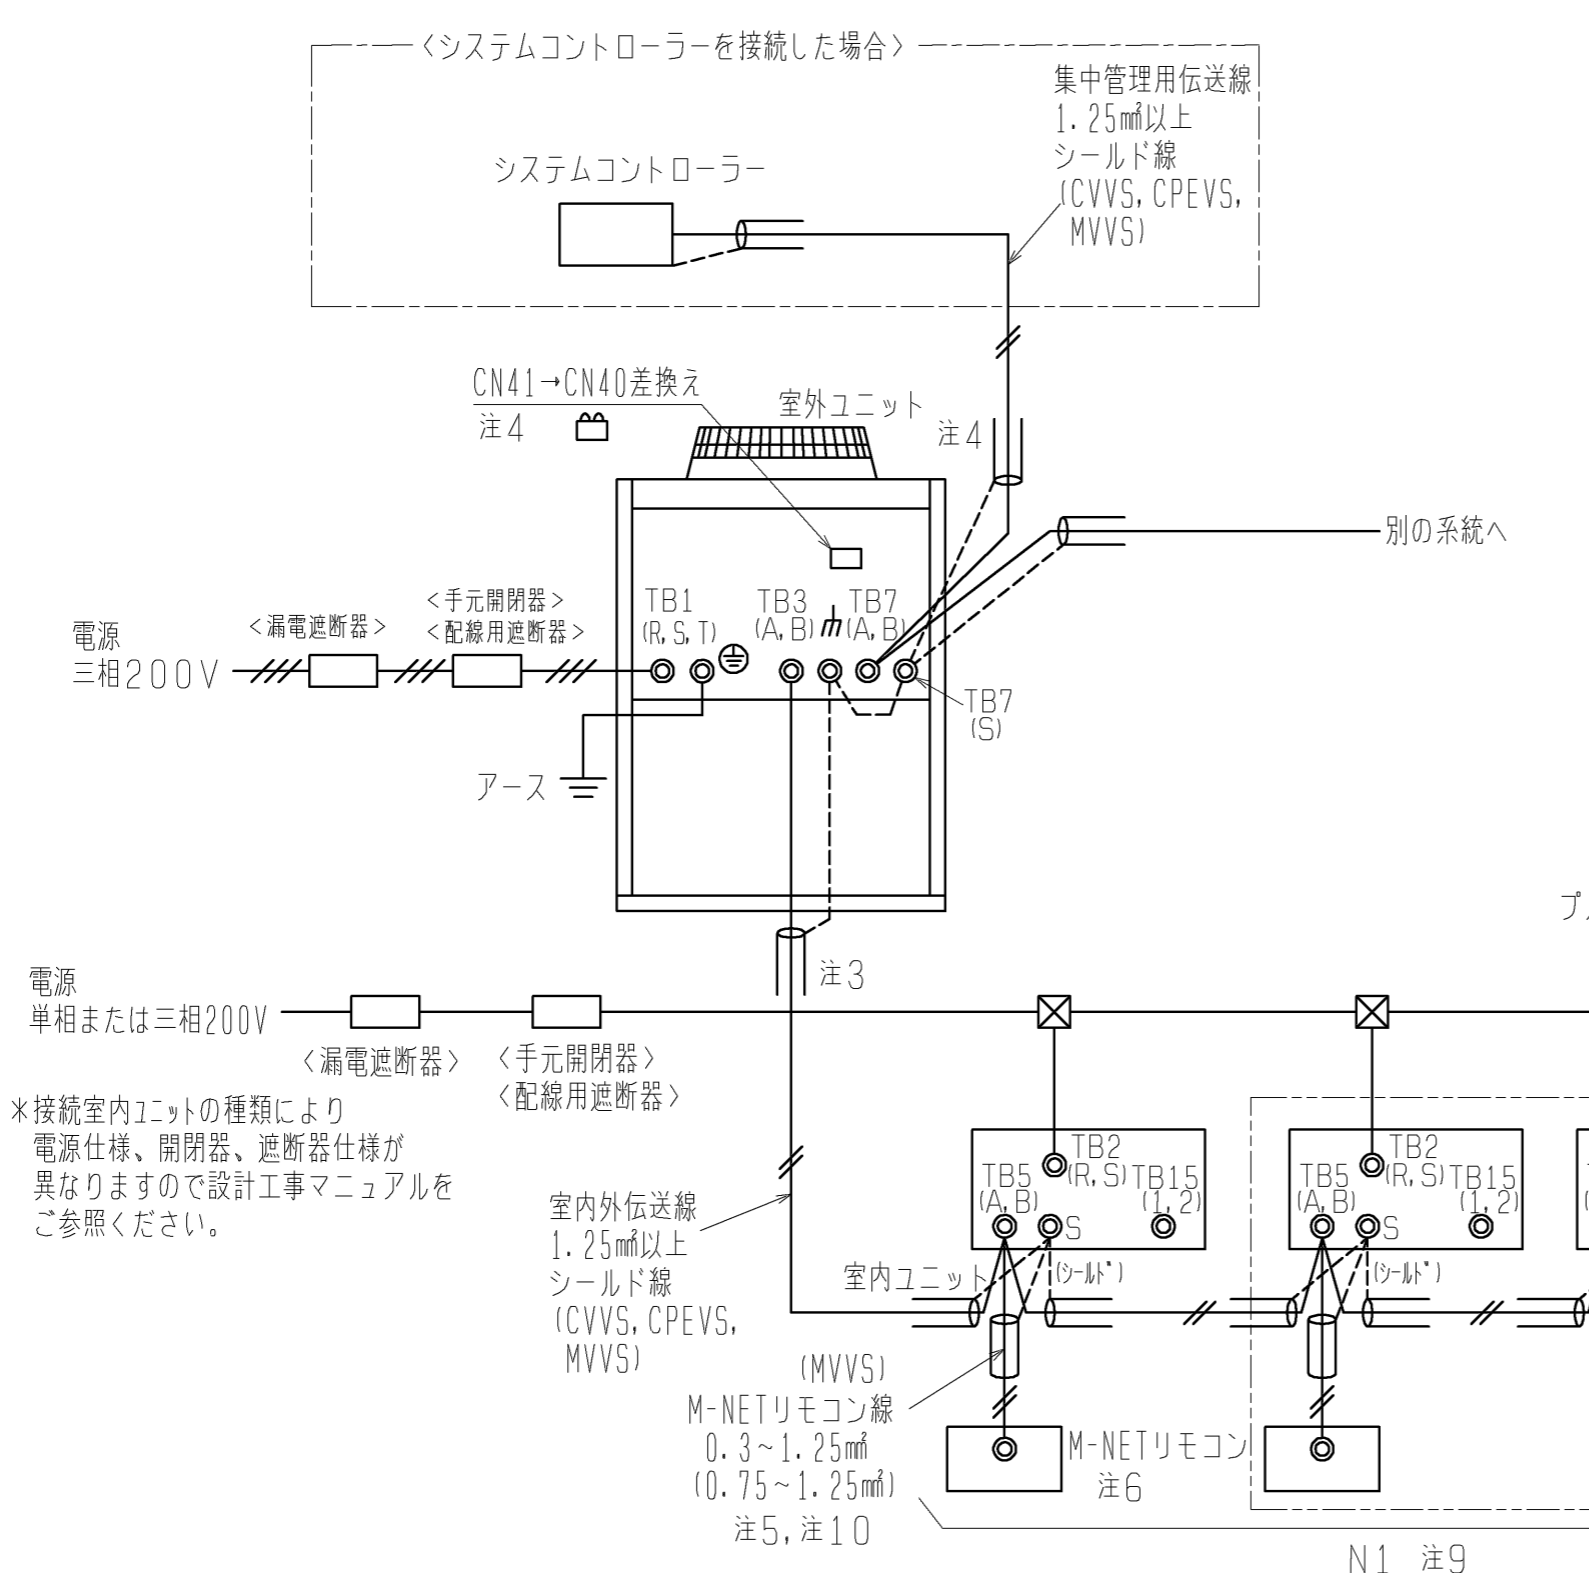 〈システムコントローラーを接続した場合〉
集中管理用伝送線
1.25㎟以上
シールド線
(CVVS,CPEVS,
MVVS)
システムコントローラー
CN41→CN40差換え
注4
室外ユニット
注4
別の系統へ
TB1
(R,S,T)
TB3
(A,B)
TB7
(A,B)
TB7
(S)
<手元開閉器>
<配線用遮断器>
<漏電遮断器>
電源
三相200V
アース
注3
電源
単相または三相200V
〈漏電遮断器〉
〈手元開閉器〉
〈配線用遮断器〉
*接続室内ユニットの種類により
電源仕様、開閉器、遮断器仕様が
異なりますので設計工事マニュアルを
ご参照ください。
室内外伝送線
1.25㎟以上
シールド線
(CVVS,CPEVS,
MVVS)
TB2
(R,S)
TB5
(A,B)
TB15
(1,2)
S
室内ユニット
(シールド)
TB2
(R,S)
TB5
(A,B)
TB15
(1,2)
S
(シールド)
(MVVS)
M-NETリモコン線
0.3~1.25㎟
(0.75~1.25㎟)
注5,注10
M-NETリモコン
注6
N1 注9